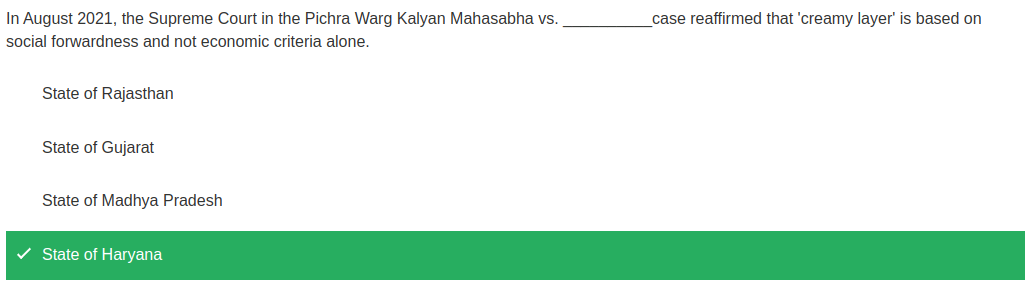 In August 2021, the Supreme Court in the Pichra Warg Kalyan Mahasabha vs. __________case reaffirmed that 'creamy layer' is based on
social forwardness and not economic criteria alone.
State of Rajasthan
State of Gujarat
State of Madhya Pradesh
State of Haryana